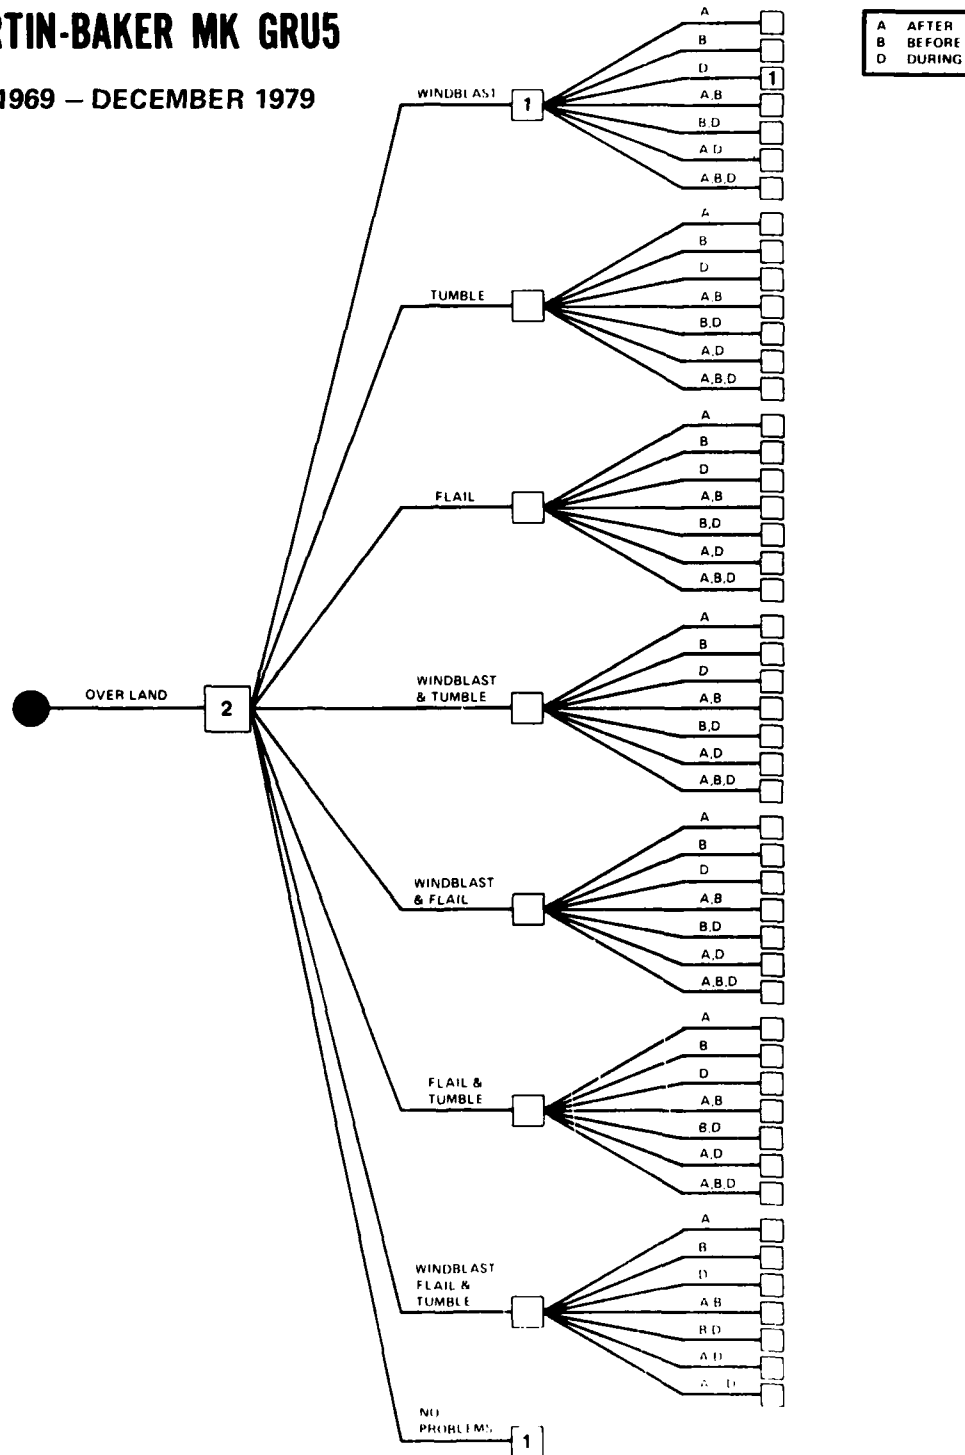 RTIN-BAKER MK GRU5
1969 – DECEMBER 1979
A AFTER
B BEFORE
D DURING
OVER LAND
2
WINDBLAST
1
A
B
D
1
A,B
B,D
A,D
A,B,D
TUMBLE
A
B
D
A,B
B,D
A,D
A,B,D
FLAIL
A
B
D
A,B
B,D
A,D
A,B,D
WINDBLAST
& TUMBLE
A
B
D
A,B
B,D
A,D
A,B,D
WINDBLAST
& FLAIL
A
B
D
A,B
B,D
A,D
A,B,D
FLAIL &
TUMBLE
A
B
D
A,B
B,D
A,D
A,B,D
WINDBLAST
FLAIL &
TUMBLE
A
B
D
A B
B D
A D
A D
NO
PROBLEMS
1